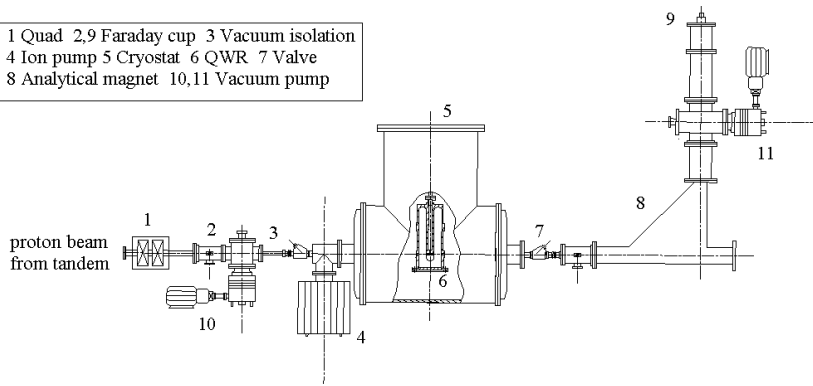 1 Quad 2,9 Faraday cup 3 Vacuum isolation
4 Ion pump 5 Cryostat 6 QWR 7 Valve
8 Analytical magnet 10,11 Vacuum pump
9
5
11
8
1
2
3
7
proton beam
from tandem
6
10
4